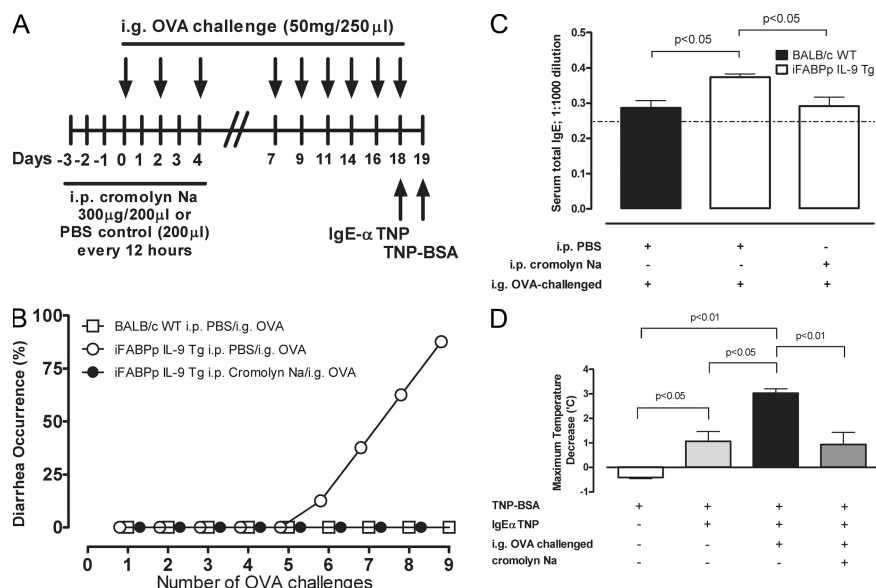 A
i.g. OVA challenge (50mg/250 µl)
Days -3 -2 -1 0 1 2 3 4 7 9 11 14 16 18 19
i.p. cromolyn Na
300µg/200µl or
PBS control (200µl)
every 12 hours
IgE-α TNP
TNP-BSA
B
Diarrhea Occurrence (%)
100
75
50
25
0
BALB/c WT i.p. PBS/i.g. OVA
iFABPp IL-9 Tg i.p. PBS/i.g. OVA
iFABPp IL-9 Tg i.p. Cromolyn Na/i.g. OVA
0 1 2 3 4 5 6 7 8 9
Number of OVA challenges
C
Serum total IgE; 1:1000 dilution
0.5
0.4
0.3
0.2
0.1
0.0
p<0.05
p<0.05
BALB/c WT
iFABPp IL-9 Tg
i.p. PBS + + -
i.p. cromolyn Na - - +
i.g. OVA-challenged + + +
D
Maximum Temperature
Decrease (°C)
4
3
2
1
0
-1
p<0.01
p<0.01
p<0.05
p<0.05
TNP-BSA + + + +
IgEα TNP - + + +
i.g. OVA challenged - - + +
cromolyn Na - - - +